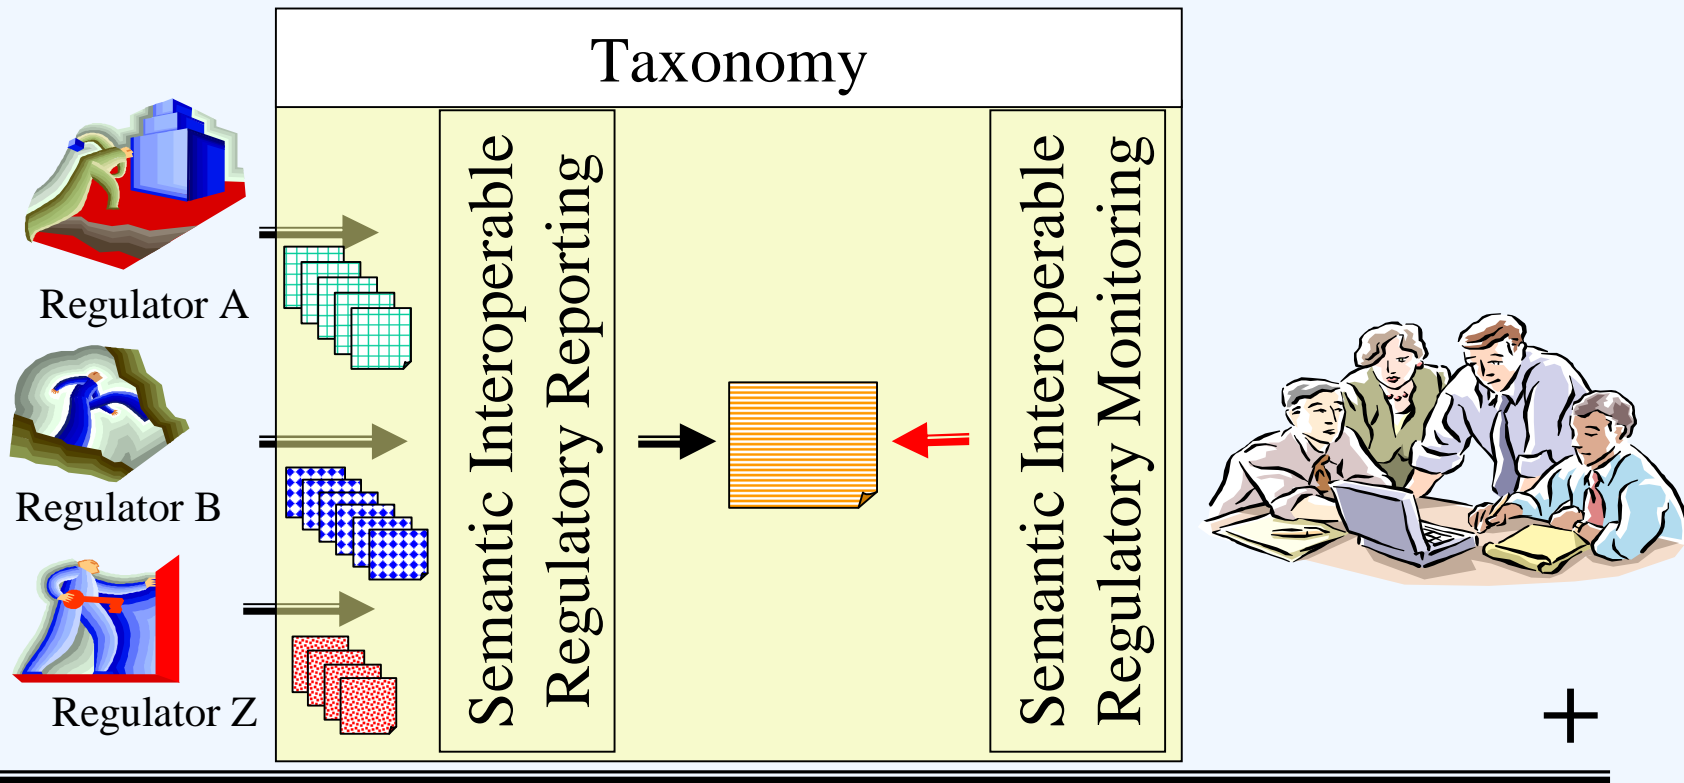 Taxonomy
Regulator A
Regulator B
Regulator Z
Semantic Interoperable
Regulatory Reporting
Semantic Interoperable
Regulatory Monitoring
+